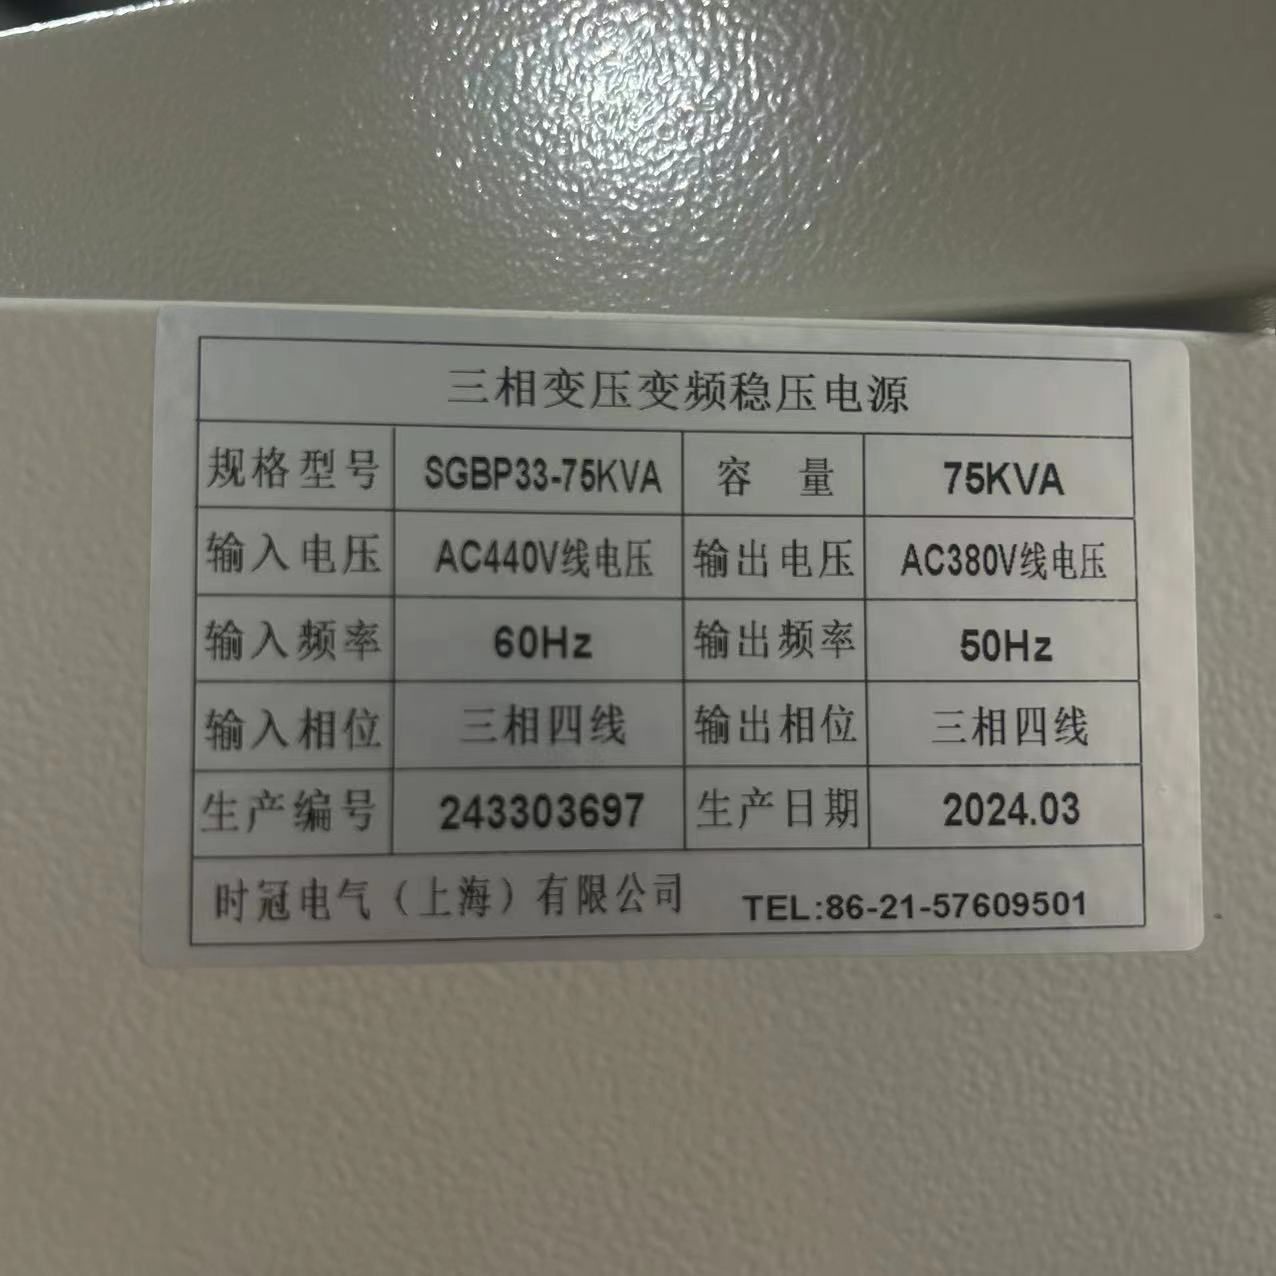 三相变压变频稳压电源
规格型号 SGBP33-75KVA 容 量 75KVA
输入电压 AC440V线电压 输出电压 AC380V线电压
输入频率 60Hz 输出频率 50Hz
输入相位 三相四线 输出相位 三相四线
生产编号 243303697 生产日期 2024.03
时冠电气（上海）有限公司 TEL:86-21-57609501